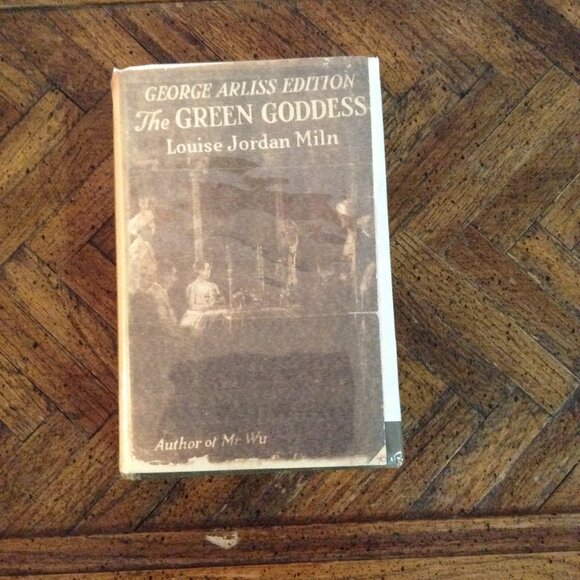 GEORGE ARLISS EDITION
The GREEN GODDESS
Louise Jordan Miln
Author of Mr Wu